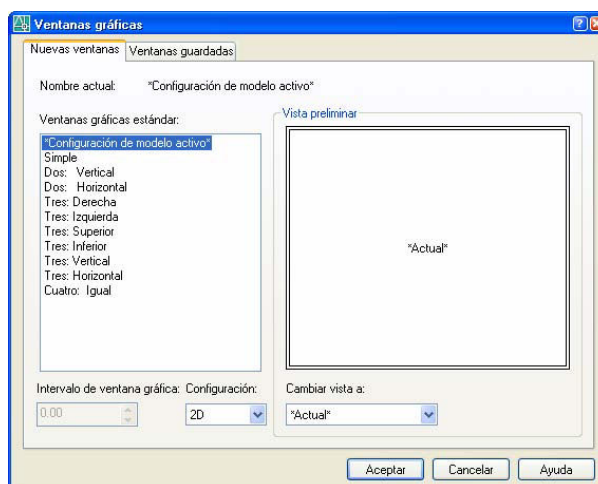 Ventanas gráficas
Nuevas ventanas
Ventanas guardadas
Nombre actual: *Configuración de modelo activo*
Ventanas gráficas estándar:
*Configuración de modelo activo*
Simple
Dos: Vertical
Dos: Horizontal
Tres: Derecha
Tres: Izquierda
Tres: Superior
Tres: Inferior
Tres: Vertical
Tres: Horizontal
Cuatro: Igual
Vista preliminar
*Actual*
Intervalo de ventana gráfica:
0.00
Configuración:
2D
Cambiar vista a:
*Actual*
Aceptar
Cancelar
Ayuda